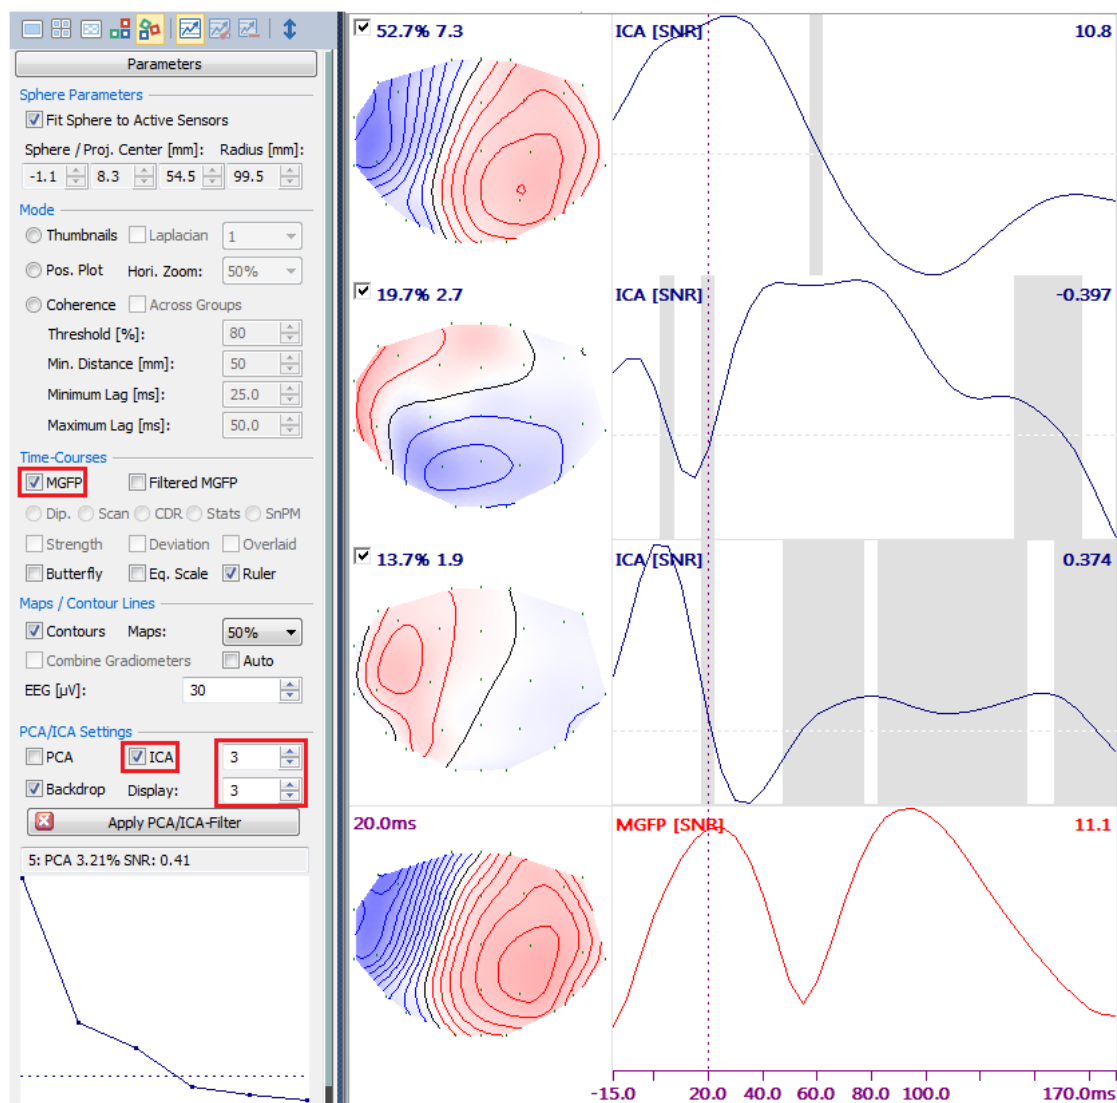 Parameters
Sphere Parameters
Fit Sphere to Active Sensors
Sphere / Proj. Center [mm]: Radius [mm]:
-1.1 8.3 54.5 99.5
Mode
Thumbnails Laplacian 1
Pos. Plot Hori. Zoom: 50%
Coherence Across Groups
Threshold [%]: 80
Min. Distance [mm]: 50
Minimum Lag [ms]: 25.0
Maximum Lag [ms]: 50.0
Time-Courses
MGFP Filtered MGFP
Dip. Scan CDR Stats SnPM
Strength Deviation Overlaid
Butterfly Eq. Scale Ruler
Maps / Contour Lines
Contours Maps: 50%
Combine Gradiometers Auto
EEG [µV]: 30
PCA/ICA Settings
PCA ICA 3
Backdrop Display: 3
Apply PCA/ICA-Filter
5: PCA 3.21% SNR: 0.41
52.7% 7.3 ICA [SNR] 10.8
19.7% 2.7 ICA [SNR] -0.397
13.7% 1.9 ICA [SNR] 0.374
20.0ms MGFP [SNR] 11.1
-15.0 20.0 40.0 60.0 80.0 100.0 170.0ms